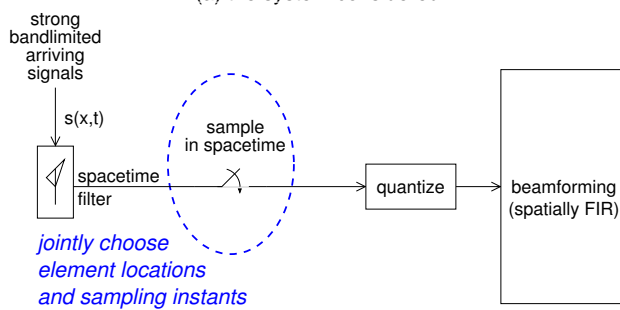 strong
bandlimited
arriving
signals
s(x,t)
sample
in spacetime
spacetime
filter
quantize
beamforming
(spatially FIR)
jointly choose
element locations
and sampling instants